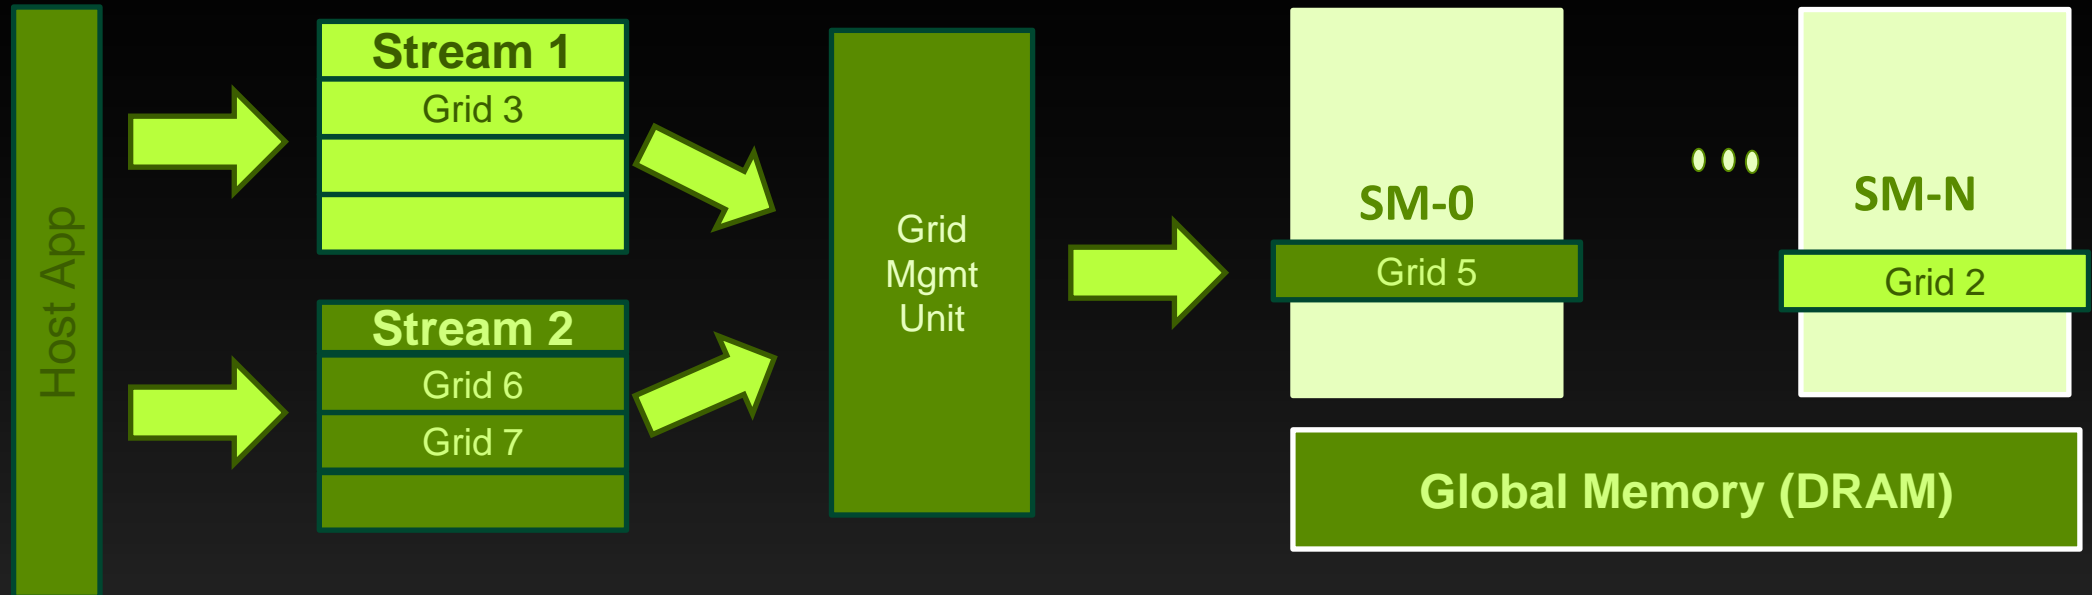 Host App
Stream 1
Grid 3
Stream 2
Grid 6
Grid 7
Grid
Mgmt
Unit
SM-0
Grid 5
SM-N
Grid 2
Global Memory (DRAM)